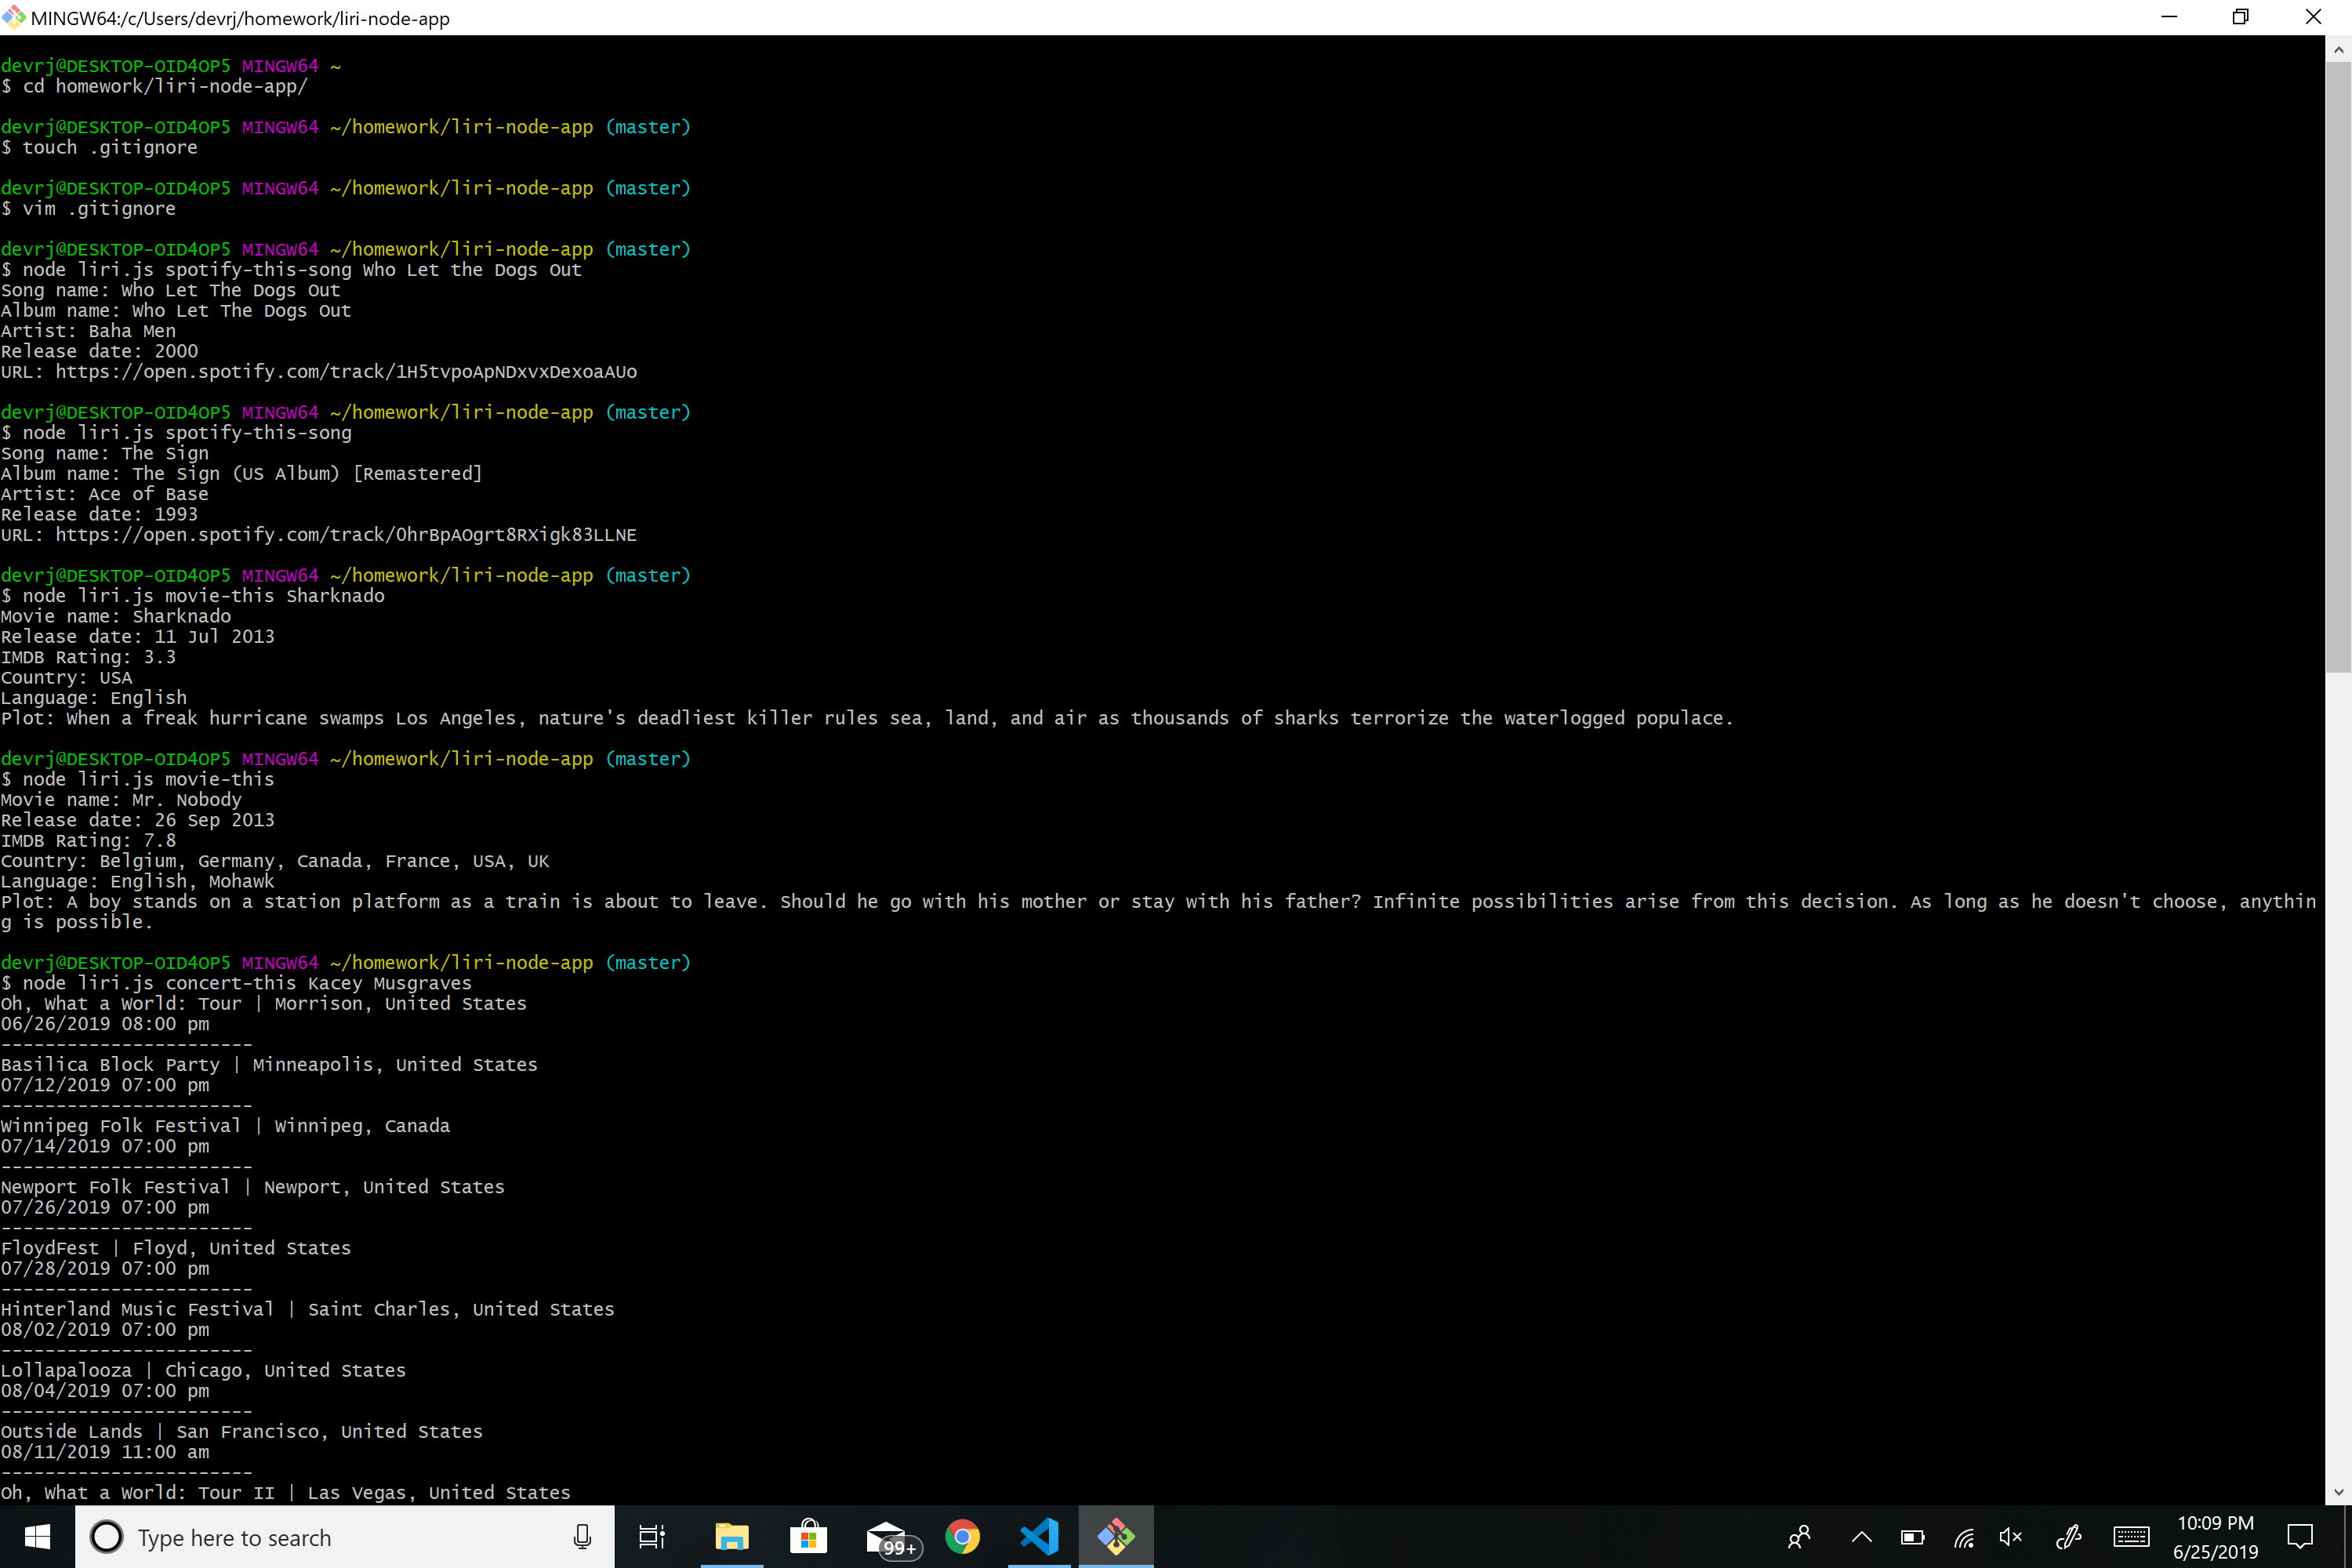 MINGW64:/c/Users/devrj/homework/liri-node-app
devrj@DESKTOP-OID4OP5 MINGW64 ~
$ cd homework/liri-node-app/
devrj@DESKTOP-OID4OP5 MINGW64 ~/homework/liri-node-app (master)
$ touch .gitignore
devrj@DESKTOP-OID4OP5 MINGW64 ~/homework/liri-node-app (master)
$ vim .gitignore
devrj@DESKTOP-OID4OP5 MINGW64 ~/homework/liri-node-app (master)
$ node liri.js spotify-this-song Who Let the Dogs Out
Song name: Who Let The Dogs Out
Album name: Who Let The Dogs Out
Artist: Baha Men
Release date: 2000
URL: https://open.spotify.com/track/1H5tvpoApNDxvxDexoaAUo
devrj@DESKTOP-OID4OP5 MINGW64 ~/homework/liri-node-app (master)
$ node liri.js spotify-this-song
Song name: The Sign
Album name: The Sign (US Album) [Remastered]
Artist: Ace of Base
Release date: 1993
URL: https://open.spotify.com/track/0hrBpAOgrt8RXigk83LLNE
devrj@DESKTOP-OID4OP5 MINGW64 ~/homework/liri-node-app (master)
$ node liri.js movie-this Sharknado
Movie name: Sharknado
Release date: 11 Jul 2013
IMDB Rating: 3.3
Country: USA
Language: English
Plot: When a freak hurricane swamps Los Angeles, nature's deadliest killer rules sea, land, and air as thousands of sharks terrorize the waterlogged populace.
devrj@DESKTOP-OID4OP5 MINGW64 ~/homework/liri-node-app (master)
$ node liri.js movie-this
Movie name: Mr. Nobody
Release date: 26 Sep 2013
IMDB Rating: 7.8
Country: Belgium, Germany, Canada, France, USA, UK
Language: English, Mohawk
Plot: A boy stands on a station platform as a train is about to leave. Should he go with his mother or stay with his father? Infinite possibilities arise from this decision. As long as he doesn't choose, anythin
g is possible.
devrj@DESKTOP-OID4OP5 MINGW64 ~/homework/liri-node-app (master)
$ node liri.js concert-this Kacey Musgraves
Oh, What a World: Tour | Morrison, United States
06/26/2019 08:00 pm
-----------------------
Basilica Block Party | Minneapolis, United States
07/12/2019 07:00 pm
-----------------------
Winnipeg Folk Festival | Winnipeg, Canada
07/14/2019 07:00 pm
-----------------------
Newport Folk Festival | Newport, United States
07/26/2019 07:00 pm
-----------------------
FloydFest | Floyd, United States
07/28/2019 07:00 pm
-----------------------
Hinterland Music Festival | Saint Charles, United States
08/02/2019 07:00 pm
-----------------------
Lollapalooza | Chicago, United States
08/04/2019 07:00 pm
-----------------------
Outside Lands | San Francisco, United States
08/11/2019 11:00 am
-----------------------
Oh, What a World: Tour II | Las Vegas, United States
Type here to search
99+
10:09 PM
6/25/2019